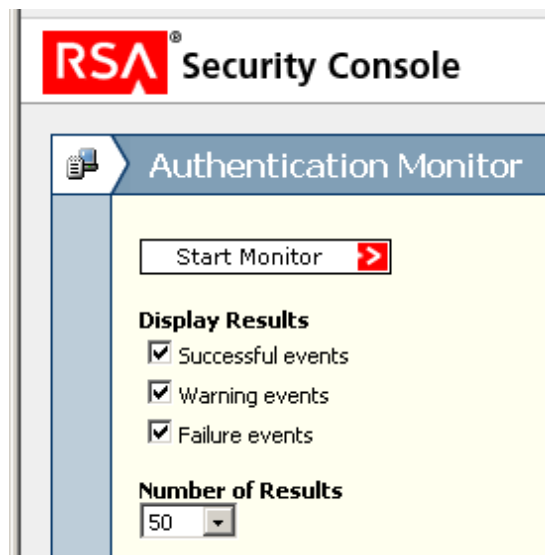 RSA® Security Console
Authentication Monitor
Start Monitor
Display Results
Successful events
Warning events
Failure events
Number of Results
50